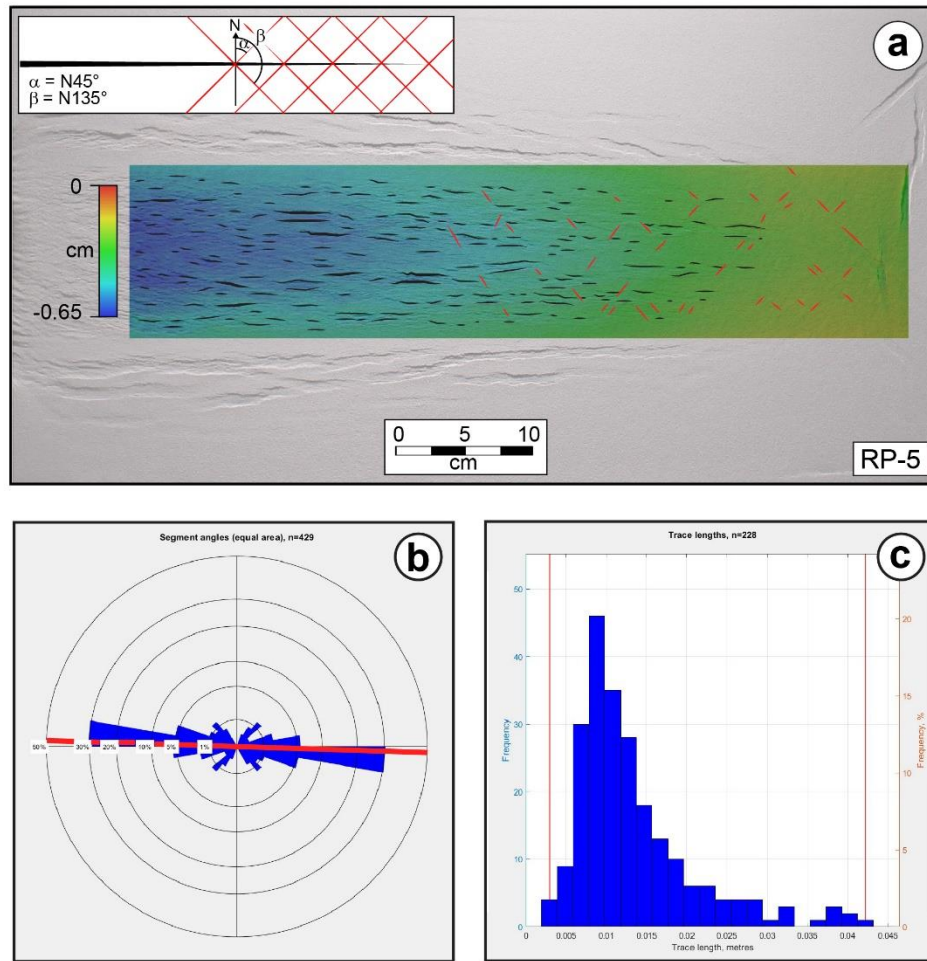 a
N
β
α
α = N45°
β = N135°
0
cm
-0.65
0 5 10
cm
RP-5
Segment angles (equal area), n=429
b
50% 30% 20% 10% 5% 1%
Trace lengths, n=228
c
50
40
30
20
10
0
Frequency
20
15
10
5
0
Frequency, %
0 0.005 0.01 0.015 0.02 0.025 0.03 0.035 0.04 0.045
Trace length, metres